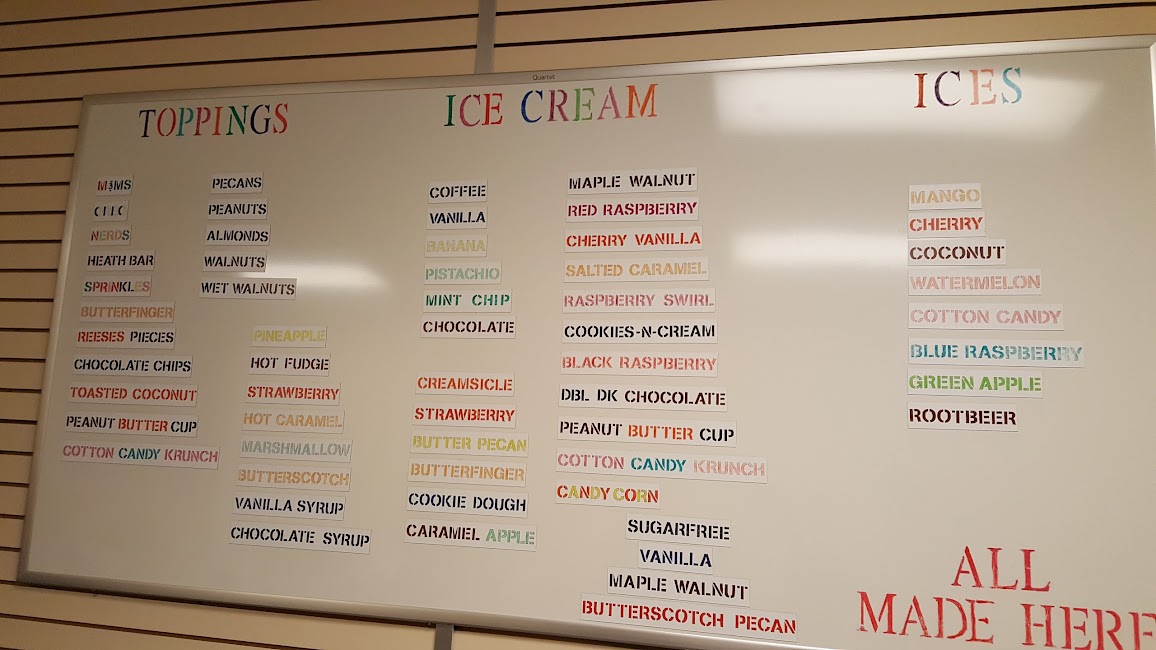 Quartet
TOPPINGS
M&MS
NERDS
HEATH BAR
SPRINKLES
BUTTERFINGER
REESES PIECES
CHOCOLATE CHIPS
TOASTED COCONUT
PEANUT BUTTER CUP
COTTON CANDY KRUNCH
PECANS
PEANUTS
ALMONDS
WALNUTS
WET WALNUTS
PINEAPPLE
HOT FUDGE
STRAWBERRY
HOT CARAMEL
MARSHMALLOW
BUTTERSCOTCH
VANILLA SYRUP
CHOCOLATE SYRUP
ICE CREAM
COFFEE
VANILLA
BANANA
PISTACHIO
MINT CHIP
CHOCOLATE
CREAMSICLE
STRAWBERRY
BUTTER PECAN
BUTTERFINGER
COOKIE DOUGH
CARAMEL APPLE
MAPLE WALNUT
RED RASPBERRY
CHERRY VANILLA
SALTED CARAMEL
RASPBERRY SWIRL
COOKIES-N-CREAM
BLACK RASPBERRY
DBL DK CHOCOLATE
PEANUT BUTTER CUP
COTTON CANDY KRUNCH
CANDY CORN
SUGARFREE
VANILLA
MAPLE WALNUT
BUTTERSCOTCH PECAN
ICES
MANGO
CHERRY
COCONUT
WATERMELON
COTTON CANDY
BLUE RASPBERRY
GREEN APPLE
ROOTBEER
ALL
MADE HERE